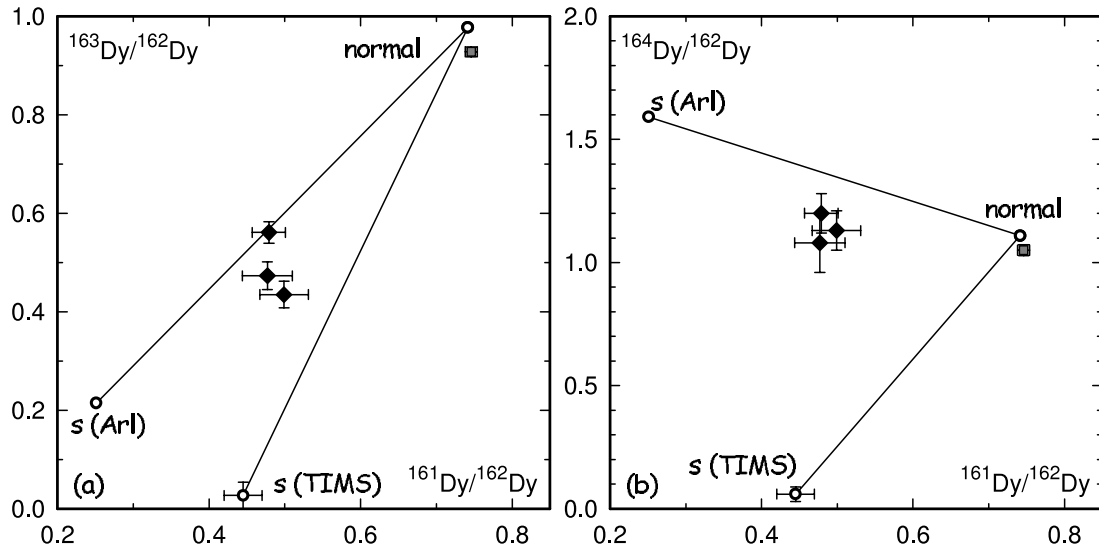 1.0
0.8
0.6
0.4
0.2
0.0
¹⁶³Dy/¹⁶²Dy
normal
s (Arl)
s (TIMS)
(a)
¹⁶¹Dy/¹⁶²Dy
0.2 0.4 0.6 0.8
2.0
1.5
1.0
0.5
0.0
¹⁶⁴Dy/¹⁶²Dy
s (Arl)
normal
s (TIMS)
(b)
¹⁶¹Dy/¹⁶²Dy
0.2 0.4 0.6 0.8